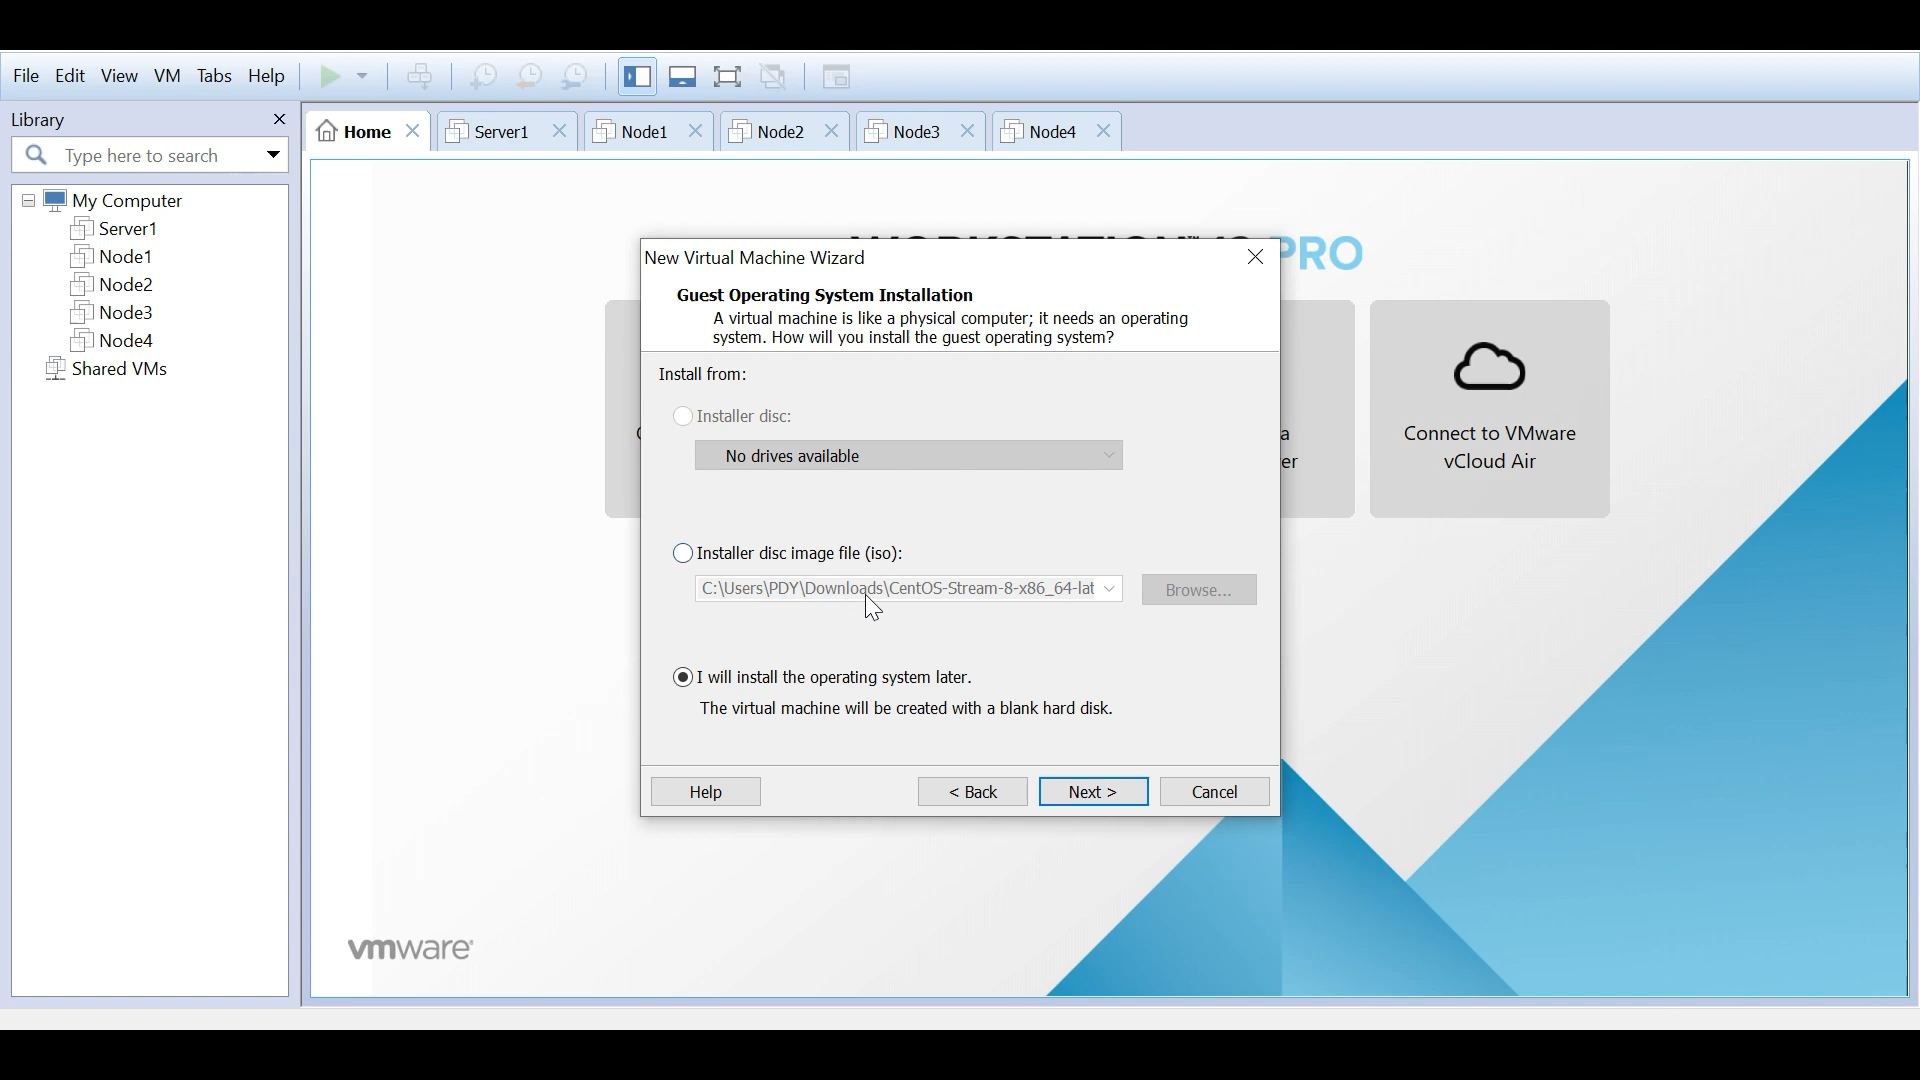 File Edit View VM Tabs Help
Library
Type here to search
Home
Server1
Node1
Node2
Node3
Node4
My Computer
Server1
Node1
Node2
Node3
Node4
Shared VMs
PRO
New Virtual Machine Wizard
Guest Operating System Installation
A virtual machine is like a physical computer; it needs an operating
system. How will you install the guest operating system?
Install from:
Installer disc:
No drives available
Installer disc image file (iso):
C:\Users\PDY\Downloads\CentOS-Stream-8-x86_64-lat
Browse...
I will install the operating system later.
The virtual machine will be created with a blank hard disk.
Help
< Back
Next >
Cancel
a
er
Connect to VMware
vCloud Air
vmware